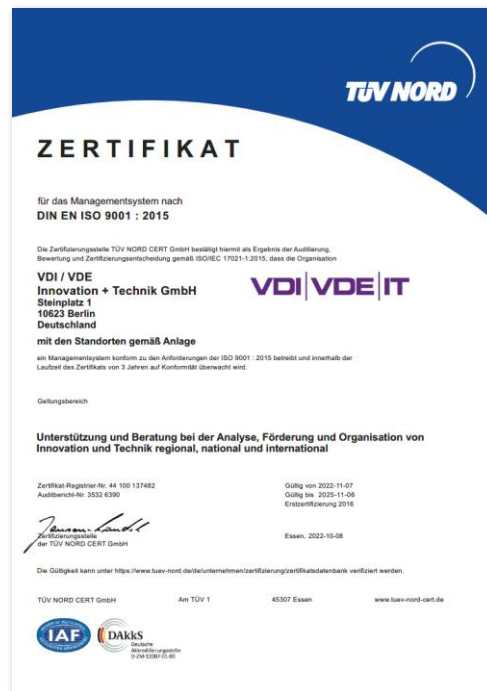 TÜV NORD
ZERTIFIKAT
für das Managementsystem nach
DIN EN ISO 9001 : 2015
Die Zertifizierungsstelle TÜV NORD CERT GmbH bestätigt hiermit als Ergebnis der Auditierung,
Bewertung und Zertifizierungsentscheidung gemäß ISO/IEC 17021-1:2015, dass die Organisation
VDI / VDE
Innovation + Technik GmbH
Steinplatz 1
10623 Berlin
Deutschland
VDI|VDE|IT
mit den Standorten gemäß Anlage
ein Managementsystem konform zu den Anforderungen der ISO 9001 : 2015 betreibt und innerhalb der
Laufzeit des Zertifikats von 3 Jahren auf Konformität überwacht wird.
Geltungsbereich
Unterstützung und Beratung bei der Analyse, Förderung und Organisation von
Innovation und Technik regional, national und international
Zertifikat-Registrier-Nr. 44 100 137482
Auditbericht-Nr. 3532 6390
Gültig von 2022-11-07
Gültig bis 2025-11-06
Erstzertifizierung 2016
Zertifizierungsstelle
der TÜV NORD CERT GmbH
Essen, 2022-10-08
Die Gültigkeit kann unter https://www.tuev-nord.de/de/unternehmen/zertifizierung/zertifikatsdatenbank verifiziert werden.
TÜV NORD CERT GmbH Am TÜV 1 45307 Essen www.tuev-nord-cert.de
IAF
DAkkS
Deutsche
Akkreditierungsstelle
D-ZM-12007-01-00